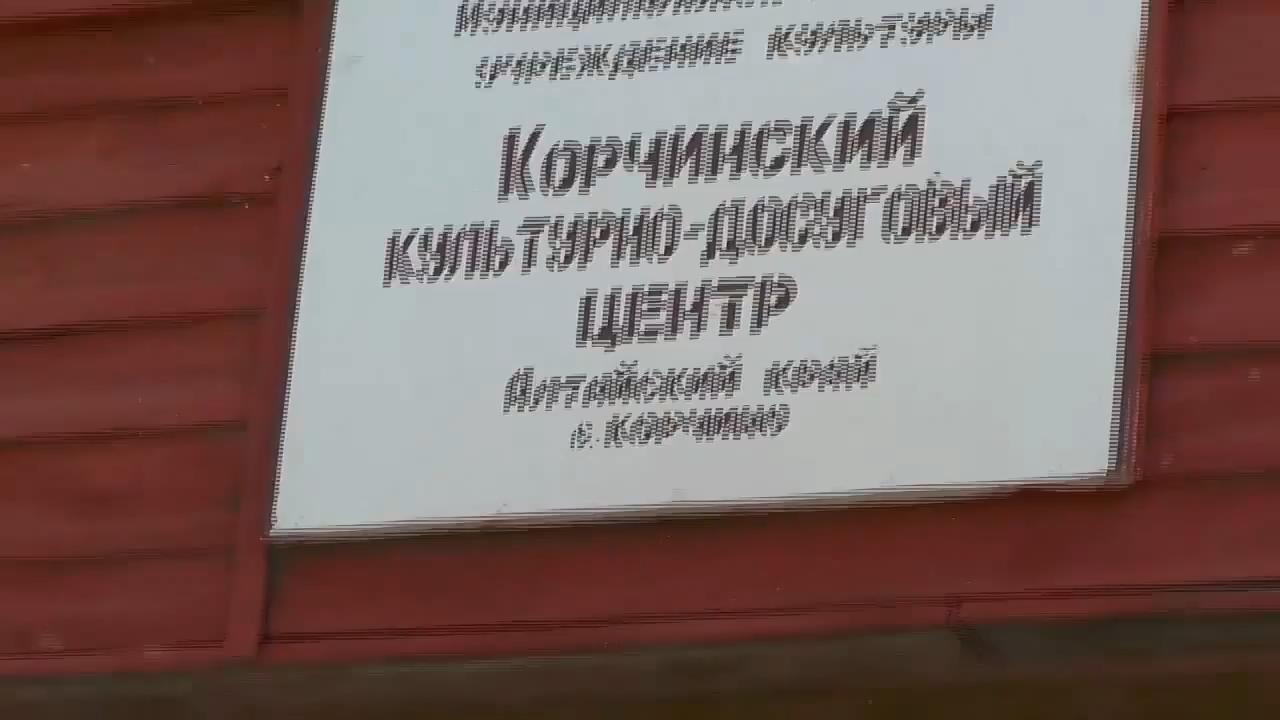 УЧРЕЖДЕНИЕ КУЛЬТУРЫ
Корчинский
КУЛЬТУРНО-ДОСУГОВЫЙ
ЦЕНТР
Алтайский край
с. Корчино